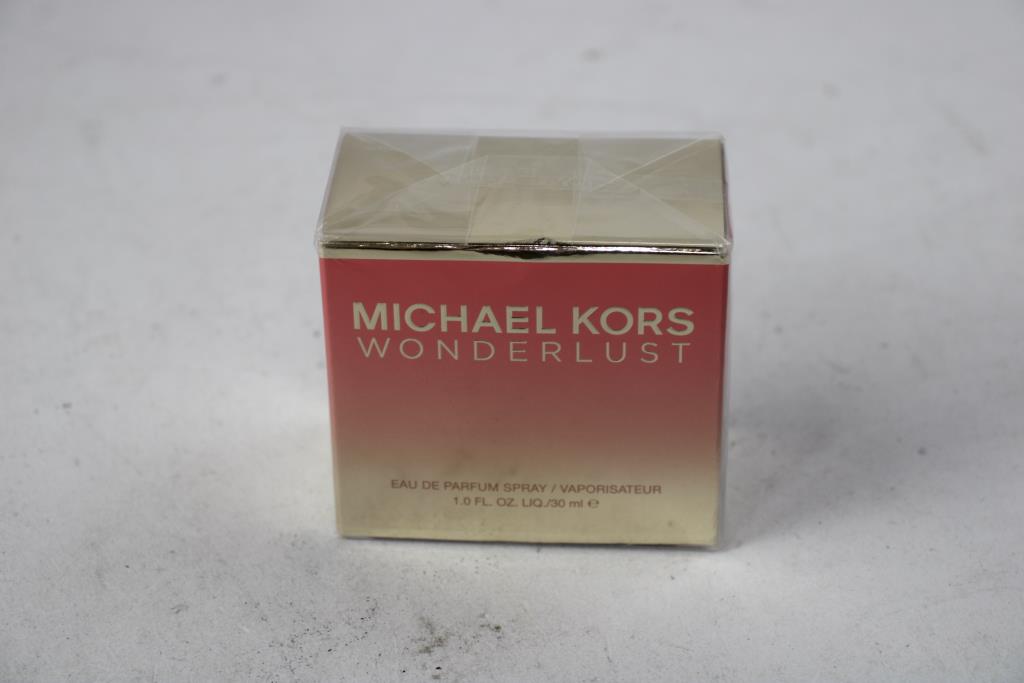 MICHAEL KORS
WONDERLUST
EAU DE PARFUM SPRAY / VAPORISATEUR
1.0 FL. OZ. LIQ./30 ml ℮